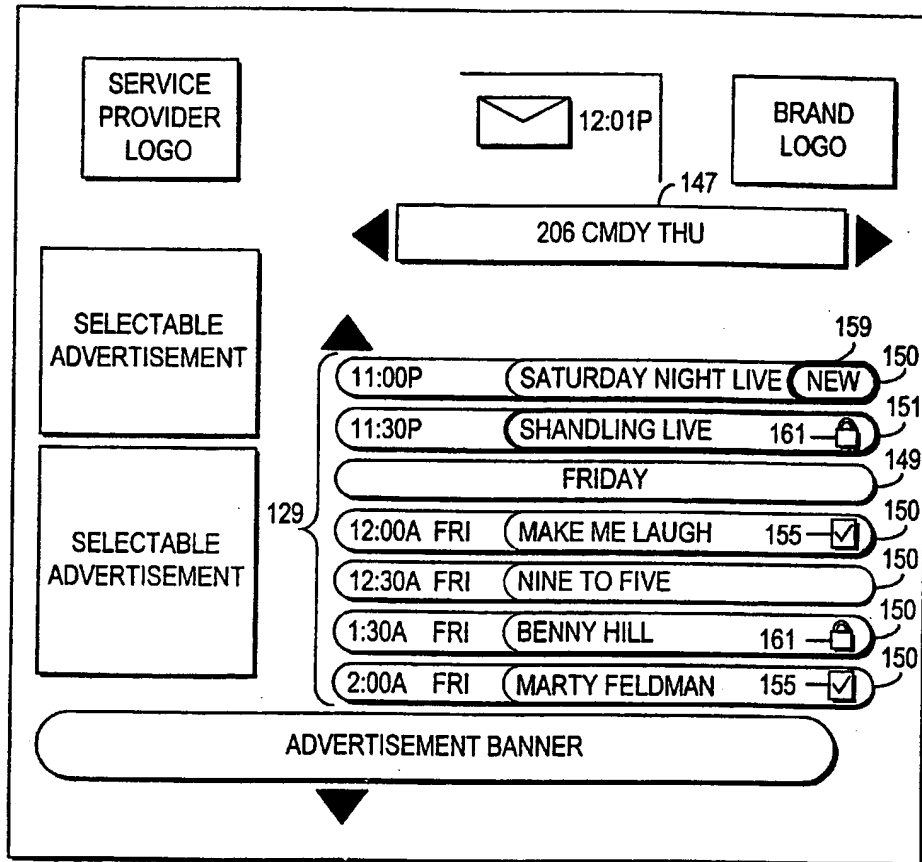 SERVICE
PROVIDER
LOGO
12:01P
BRAND
LOGO
147
206 CMDY THU
SELECTABLE
ADVERTISEMENT
159
11:00P SATURDAY NIGHT LIVE NEW 150
11:30P SHANDLING LIVE 161 151
FRIDAY 149
129
12:00A FRI MAKE ME LAUGH 155 150
SELECTABLE
ADVERTISEMENT
12:30A FRI NINE TO FIVE 150
1:30A FRI BENNY HILL 161 150
2:00A FRI MARTY FELDMAN 155 150
ADVERTISEMENT BANNER